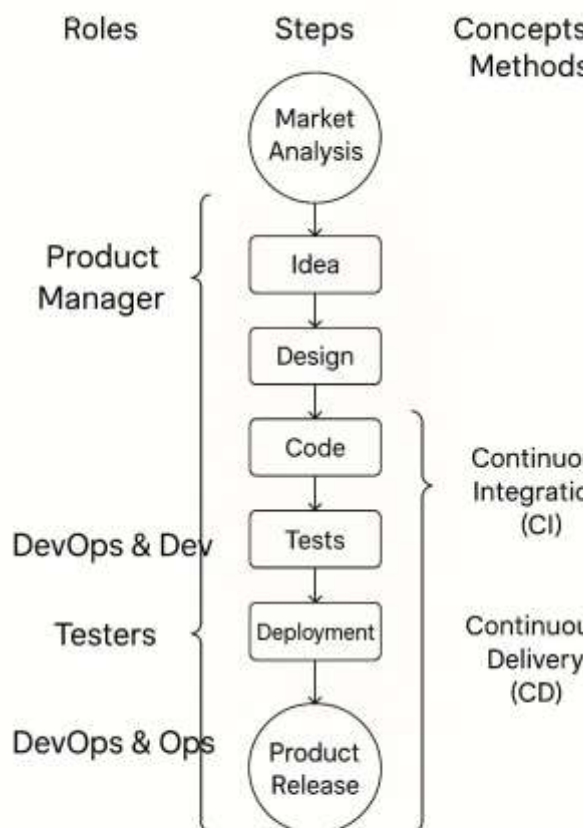 Roles
Steps
Concepts
Methods
Market
Analysis
Product
Manager
Idea
Design
Code
Continuou
Integratio
(CI)
DevOps & Dev
Tests
Testers
Deployment
Continuou
Delivery
(CD)
DevOps & Ops
Product
Release